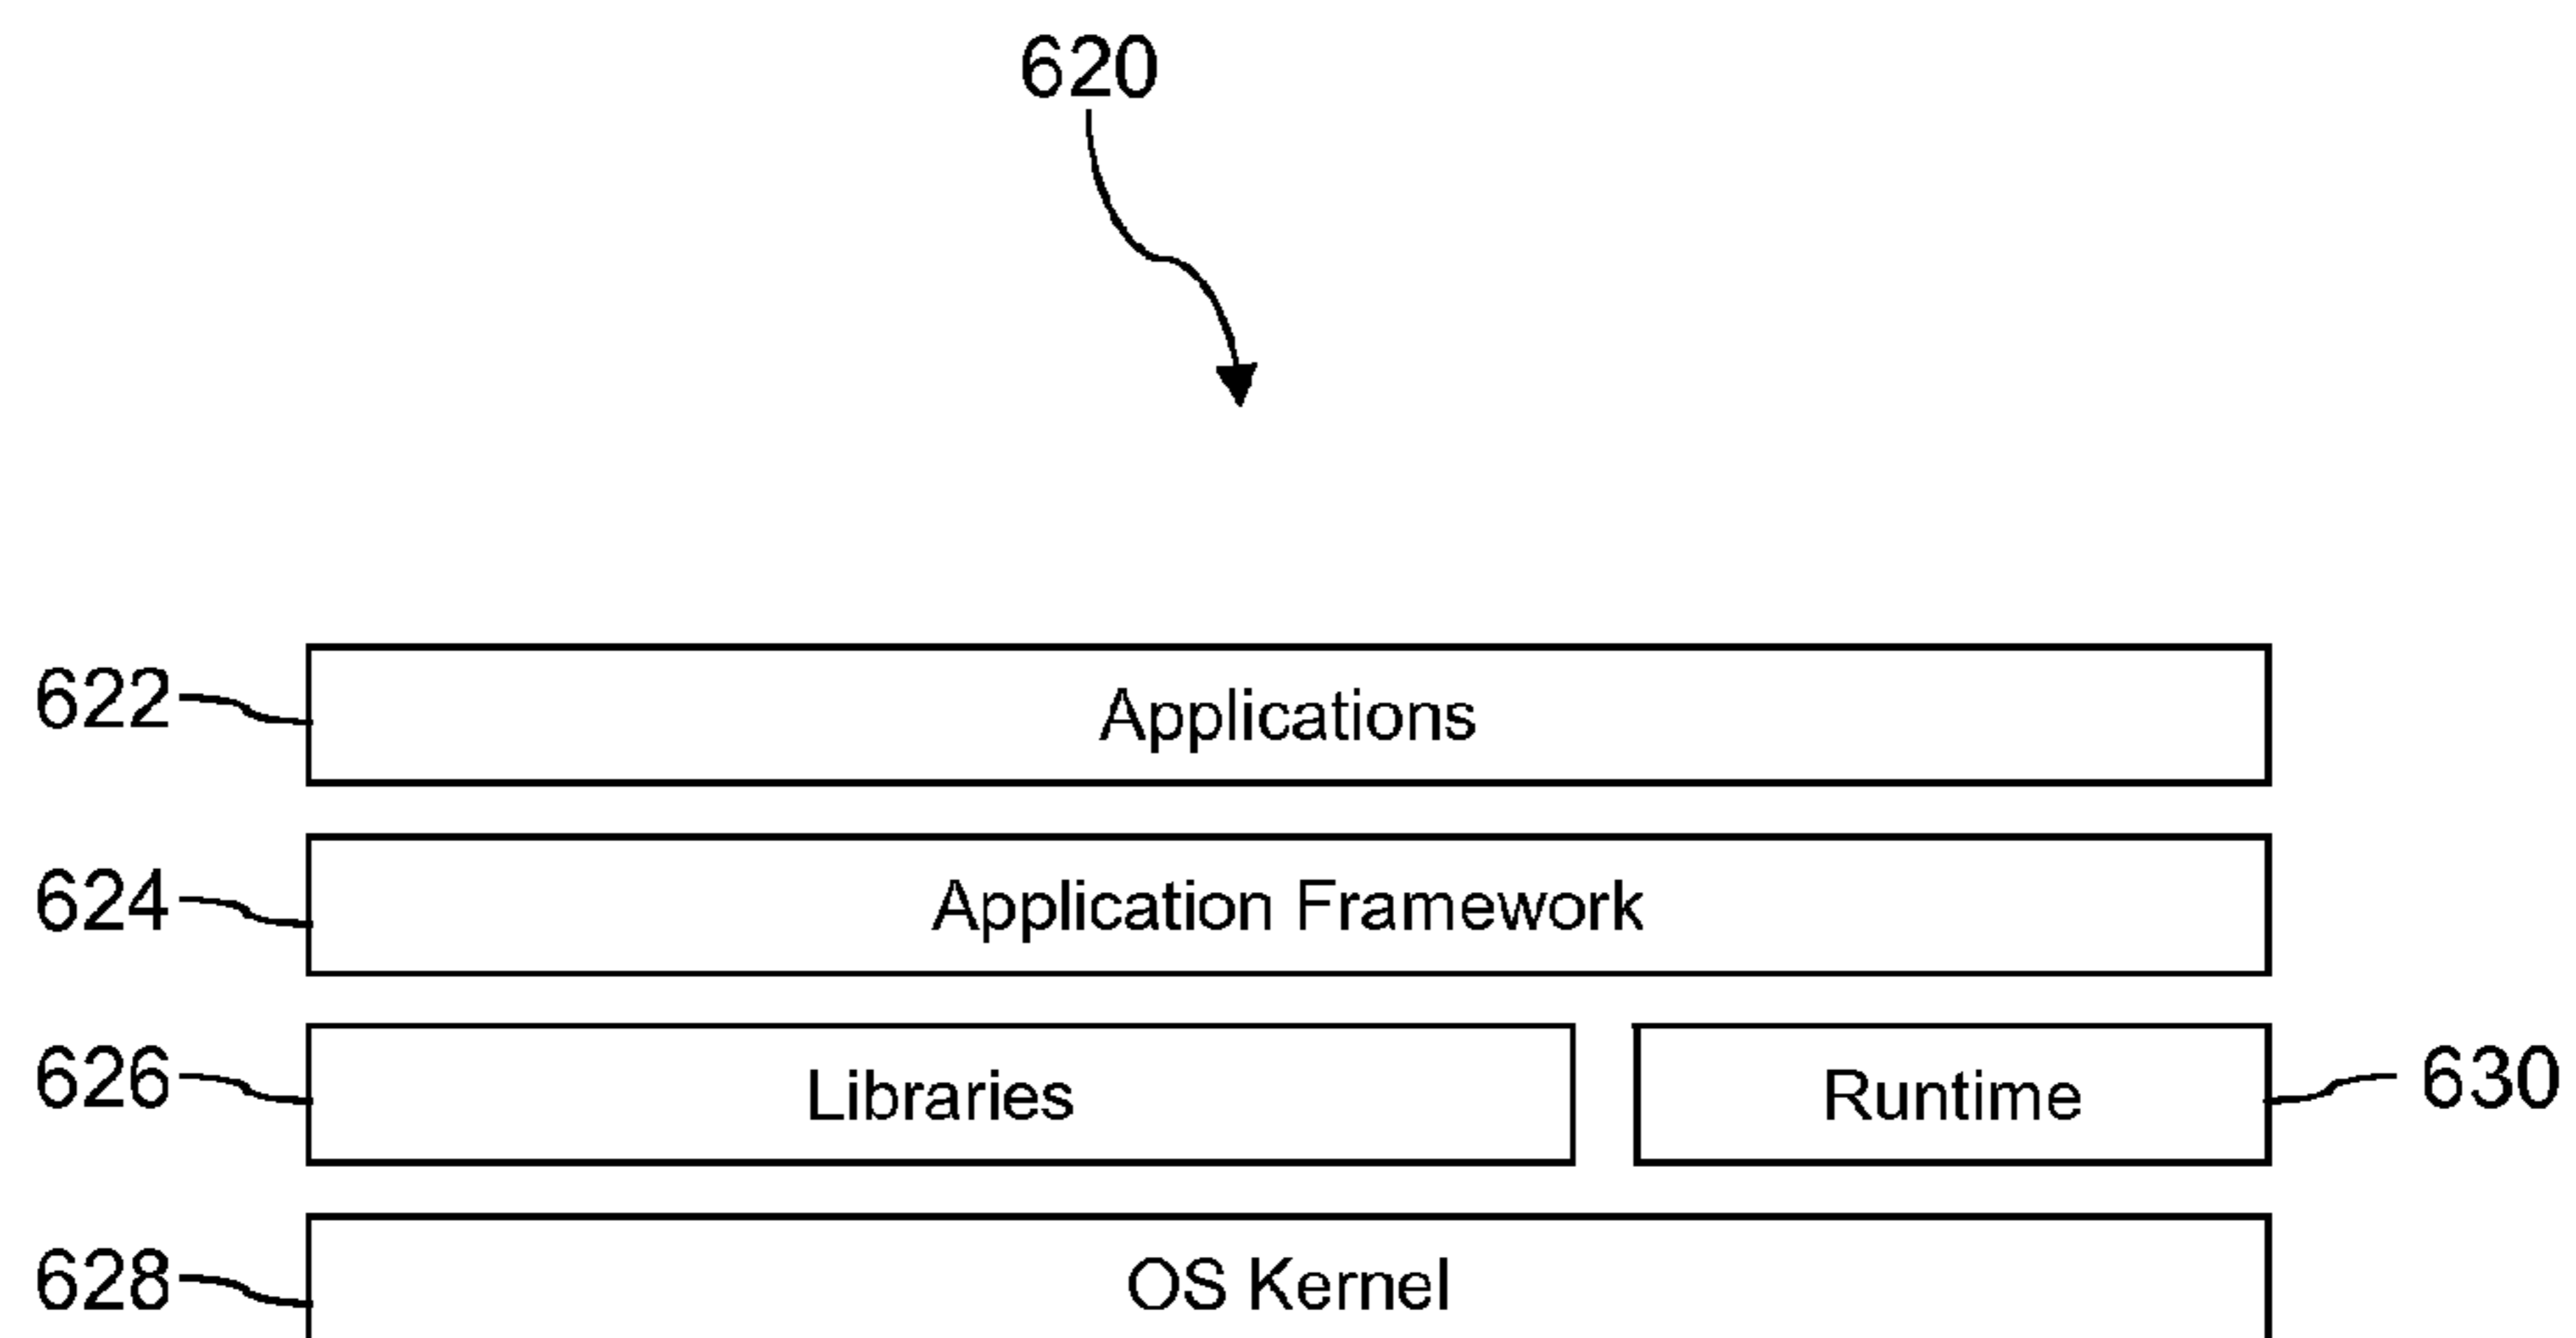 620
622 Applications
624 Application Framework
626 Libraries Runtime 630
628 OS Kernel